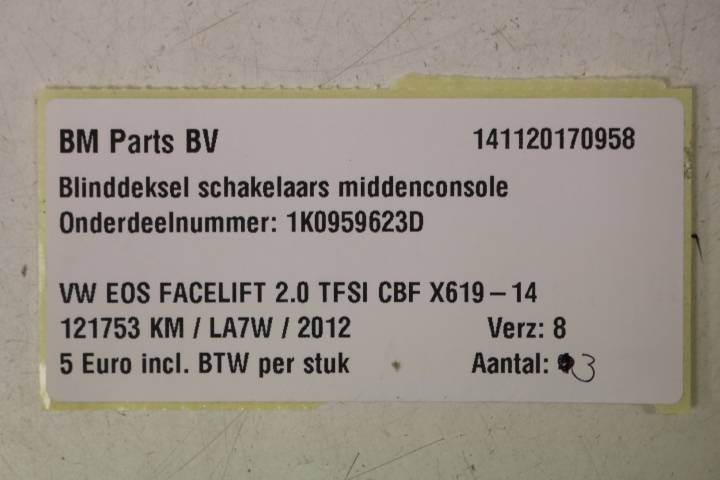 BM Parts BV 141120170958
Blinddeksel schakelaars middenconsole
Onderdeelnummer: 1K0959623D
VW EOS FACELIFT 2.0 TFSI CBF X619-14
121753 KM / LA7W / 2012 Verz: 8
5 Euro incl. BTW per stuk Aantal: 3